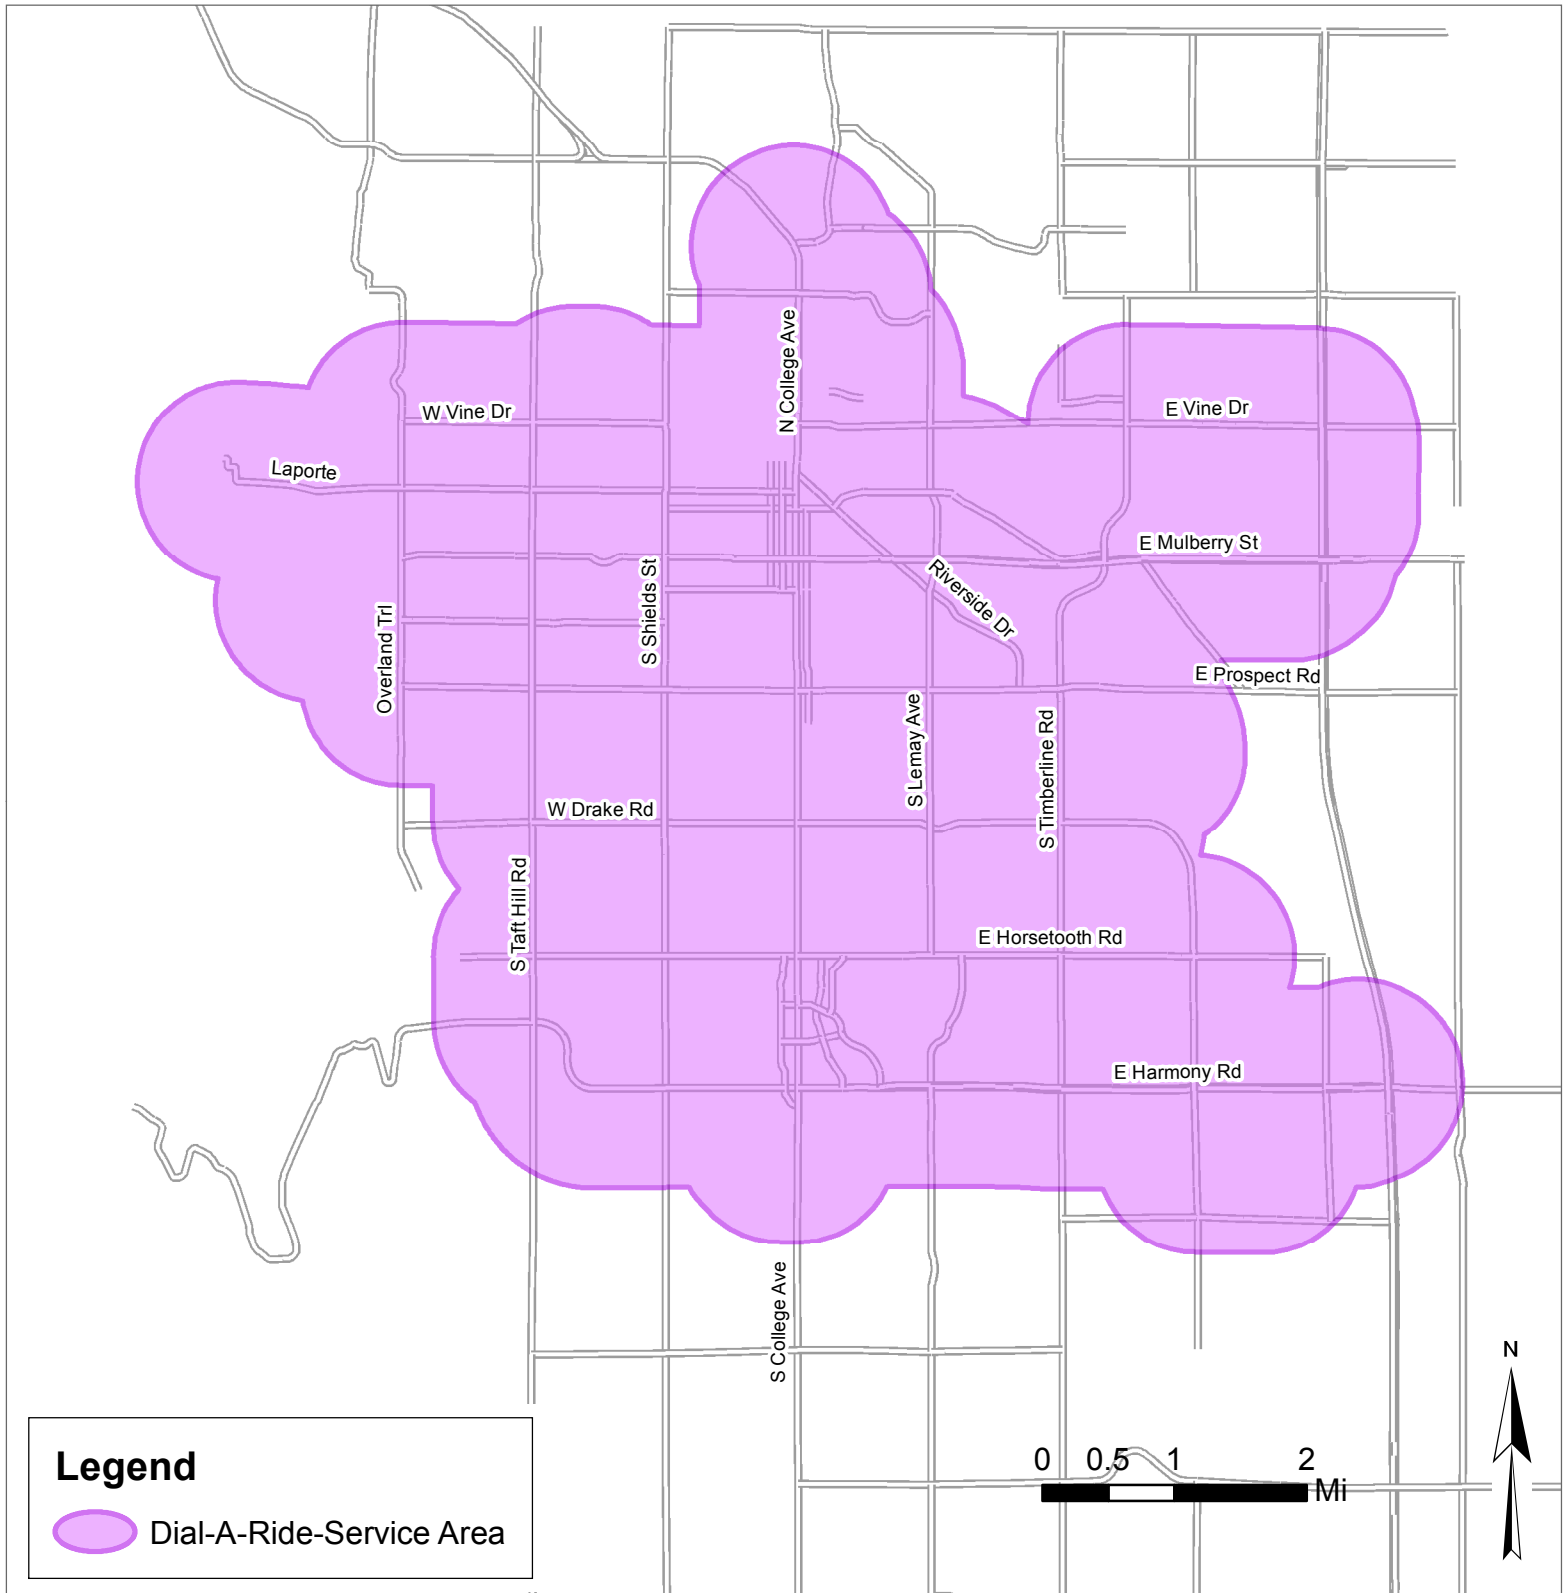 N College Ave
W Vine Dr
E Vine Dr
Laporte
E Mulberry St
Riverside Dr
S Shields St
Overland Trl
E Prospect Rd
S Lemay Ave
S Timberline Rd
W Drake Rd
S Taft Hill Rd
E Horsetooth Rd
E Harmony Rd
S College Ave
N
Legend
Dial-A-Ride-Service Area
0 0.5 1 2
Mi